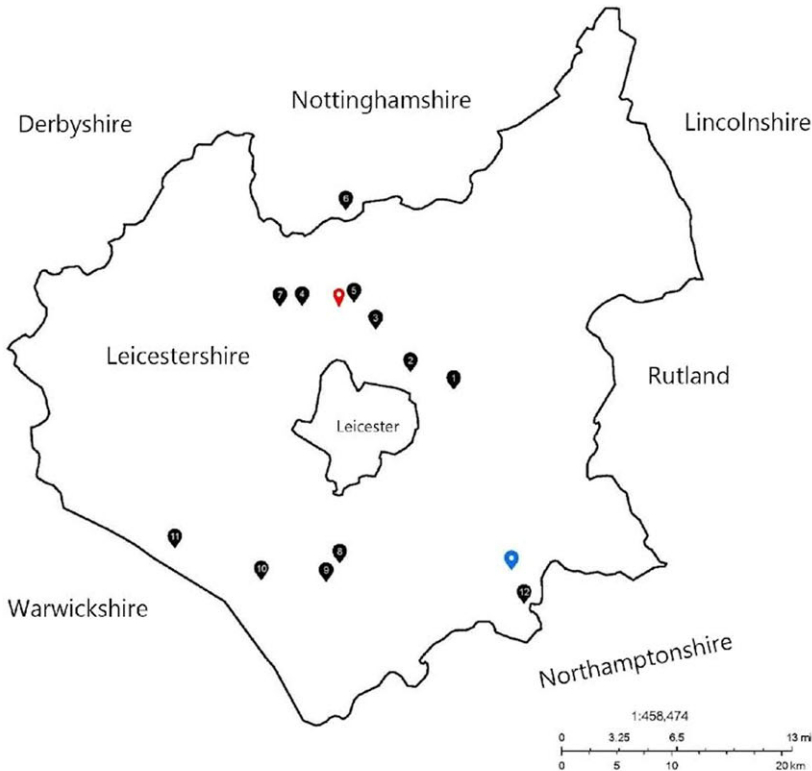 Nottinghamshire
Derbyshire
Lincolnshire
6
7
4
5
3
Leicestershire
2
1
Rutland
Leicester
11
8
10
9
12
Warwickshire
Northamptonshire
1:458,474
0 3.25 6.5 13 mi
0 5 10 20 km